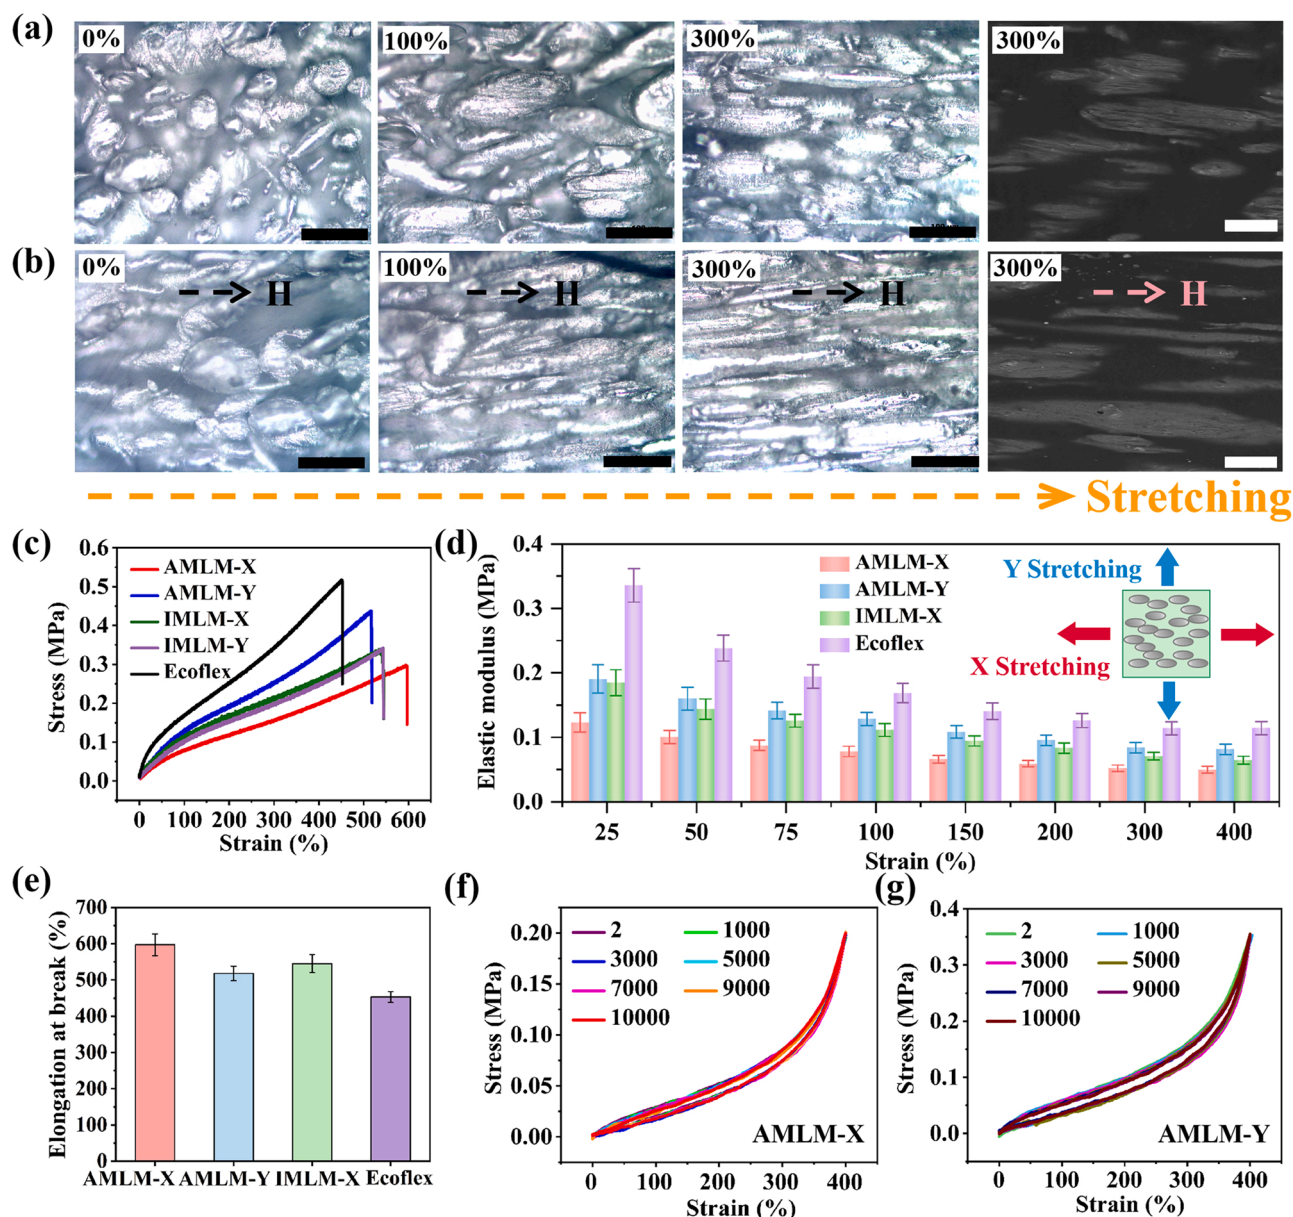 (a)
0%
100%
300%
300%
(b)
0%
H
100%
H
300%
H
300%
H
Stretching
(c)
Stress (MPa)
0.6
0.5
0.4
0.3
0.2
0.1
0.0
AMLM-X
AMLM-Y
IMLM-X
IMLM-Y
Ecoflex
0 100 200 300 400 500 600
Strain (%)
(d)
Elastic modulus (MPa)
0.4
0.3
0.2
0.1
0.0
AMLM-X
AMLM-Y
IMLM-X
Ecoflex
Y Stretching
X Stretching
25 50 75 100 150 200 300 400
Strain (%)
(e)
Elongation at break (%)
700
600
500
400
300
200
100
0
AMLM-X AMLM-Y IMLM-X Ecoflex
(f)
Stress (MPa)
0.20
0.15
0.10
0.05
0.00
2 1000
3000 5000
7000 9000
10000
AMLM-X
0 100 200 300 400
Strain (%)
(g)
Stress (MPa)
0.4
0.3
0.2
0.1
0.0
2 1000
3000 5000
7000 9000
10000
AMLM-Y
0 100 200 300 400
Strain (%)